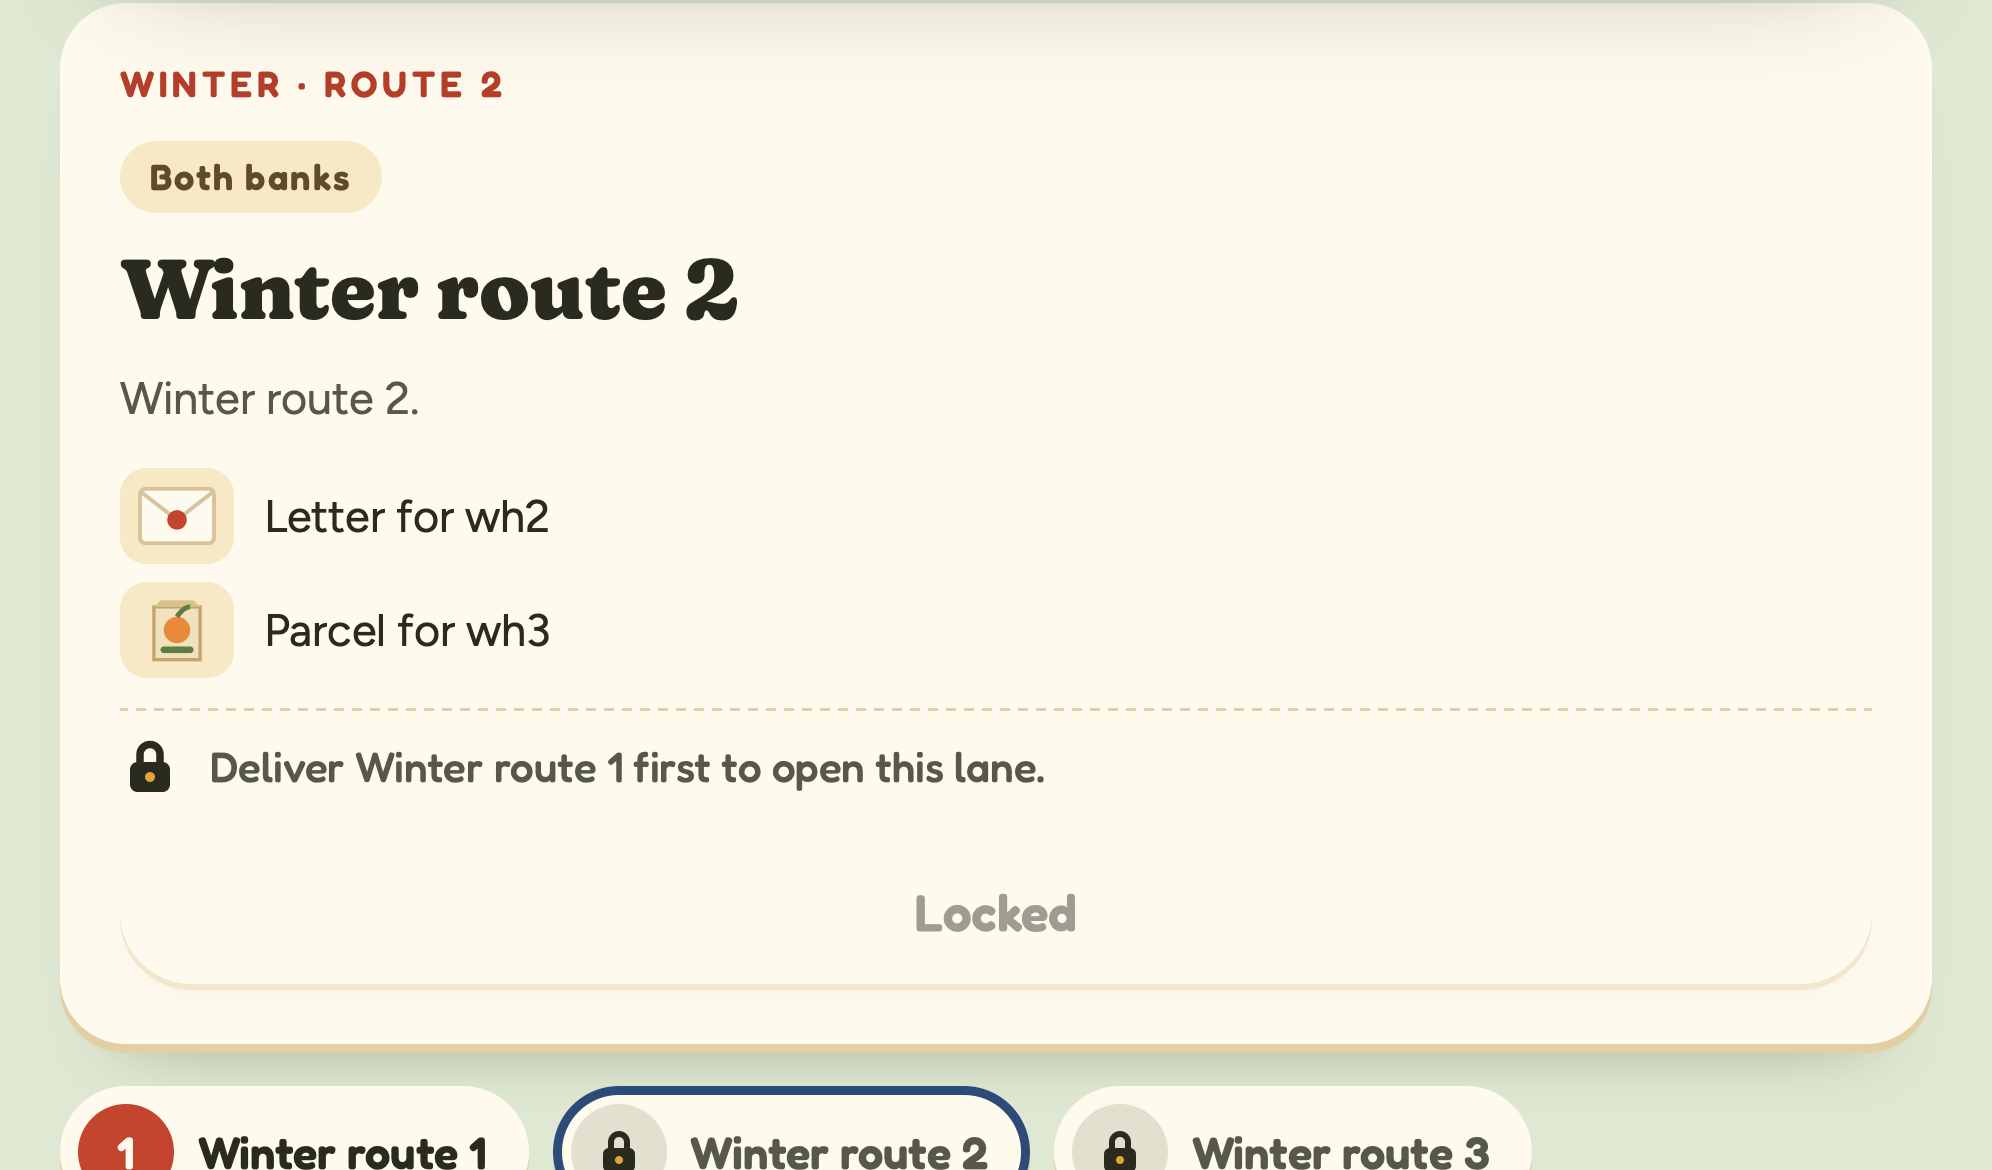 WINTER · ROUTE 2
Both banks
Winter route 2
Winter route 2.
Letter for wh2
Parcel for wh3
Deliver Winter route 1 first to open this lane.
Locked
1 Winter route 1
Winter route 2
Winter route 3